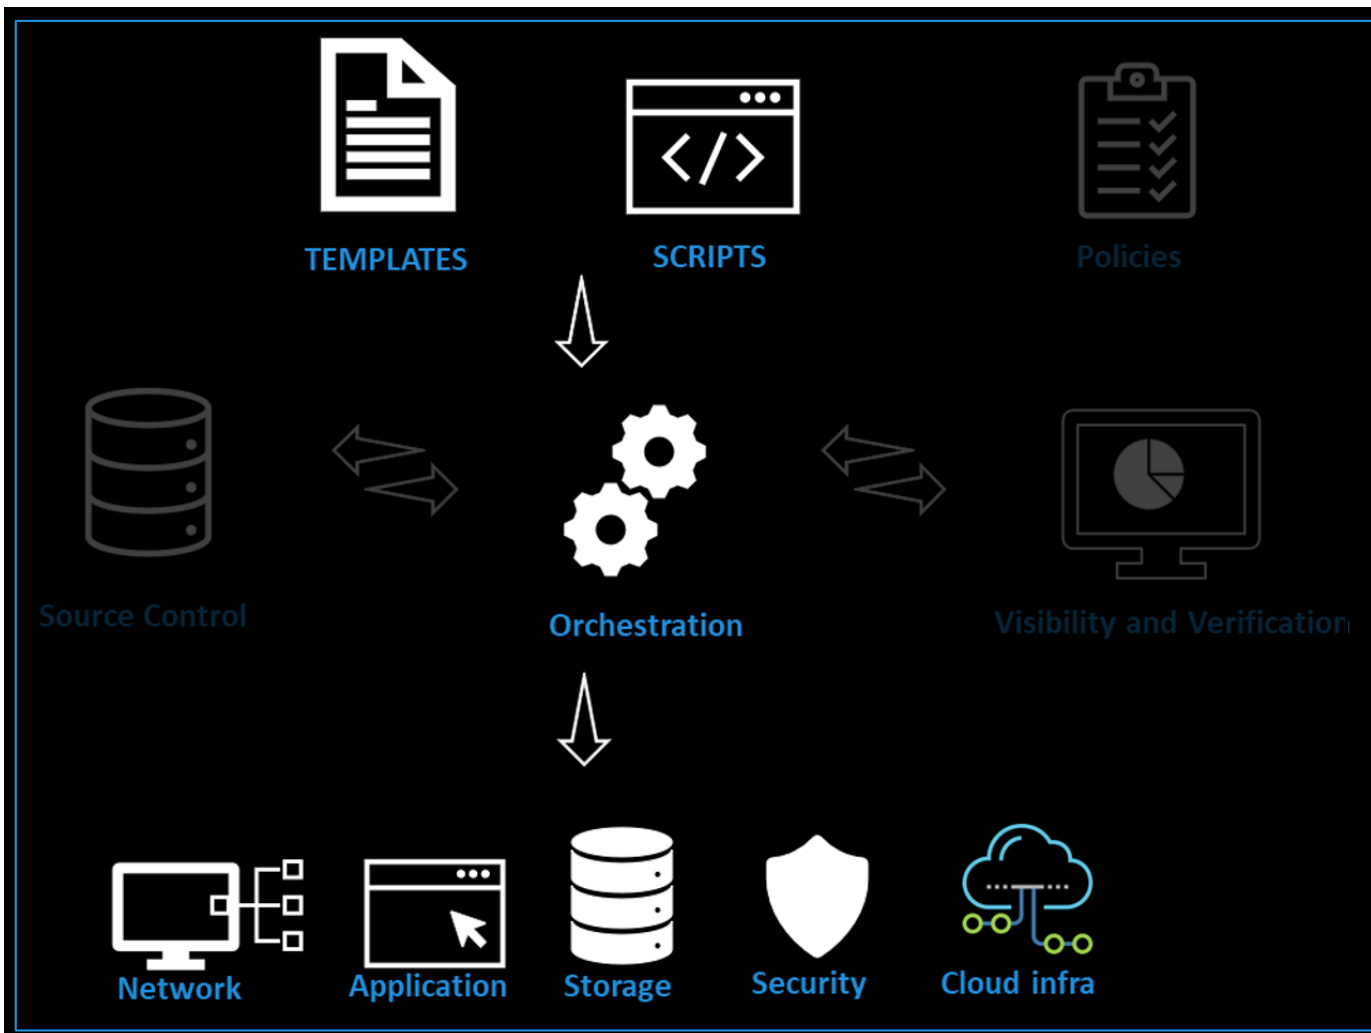 TEMPLATES
SCRIPTS
Policies
Source Control
Orchestration
Visibility and Verification
Network
Application
Storage
Security
Cloud infra